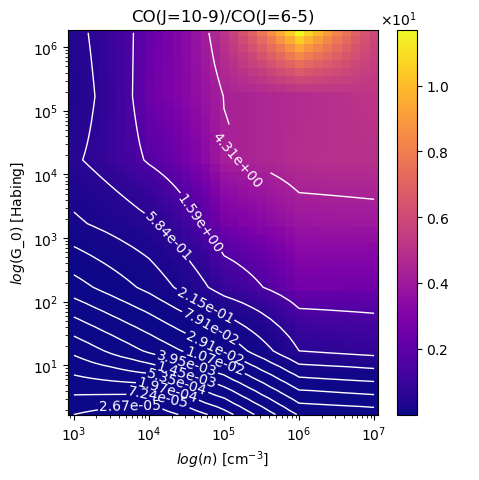 CO(J=10-9)/CO(J=6-5)
×10¹
10⁶
10⁵
10⁴
10³
10²
10¹
log(G_0) [Habing]
4.31e+00
1.59e+00
5.84e-01
2.15e-01
7.91e-02
2.91e-02
1.07e-02
3.95e-03
1.45e-03
5.35e-04
1.97e-04
7.24e-05
2.67e-05
1.0
0.8
0.6
0.4
0.2
10³ 10⁴ 10⁵ 10⁶ 10⁷
log(n) [cm⁻³]